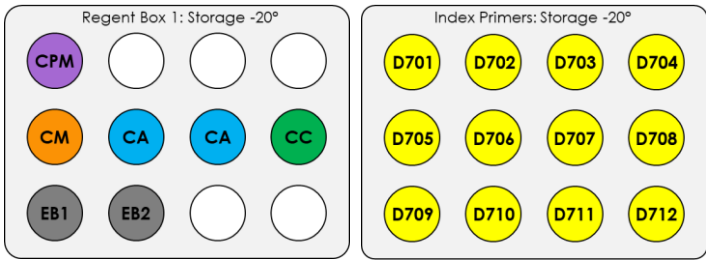 Regent Box 1: Storage -20°
CPM
CM CA CA CC
EB1 EB2
Index Primers: Storage -20°
D701 D702 D703 D704
D705 D706 D707 D708
D709 D710 D711 D712